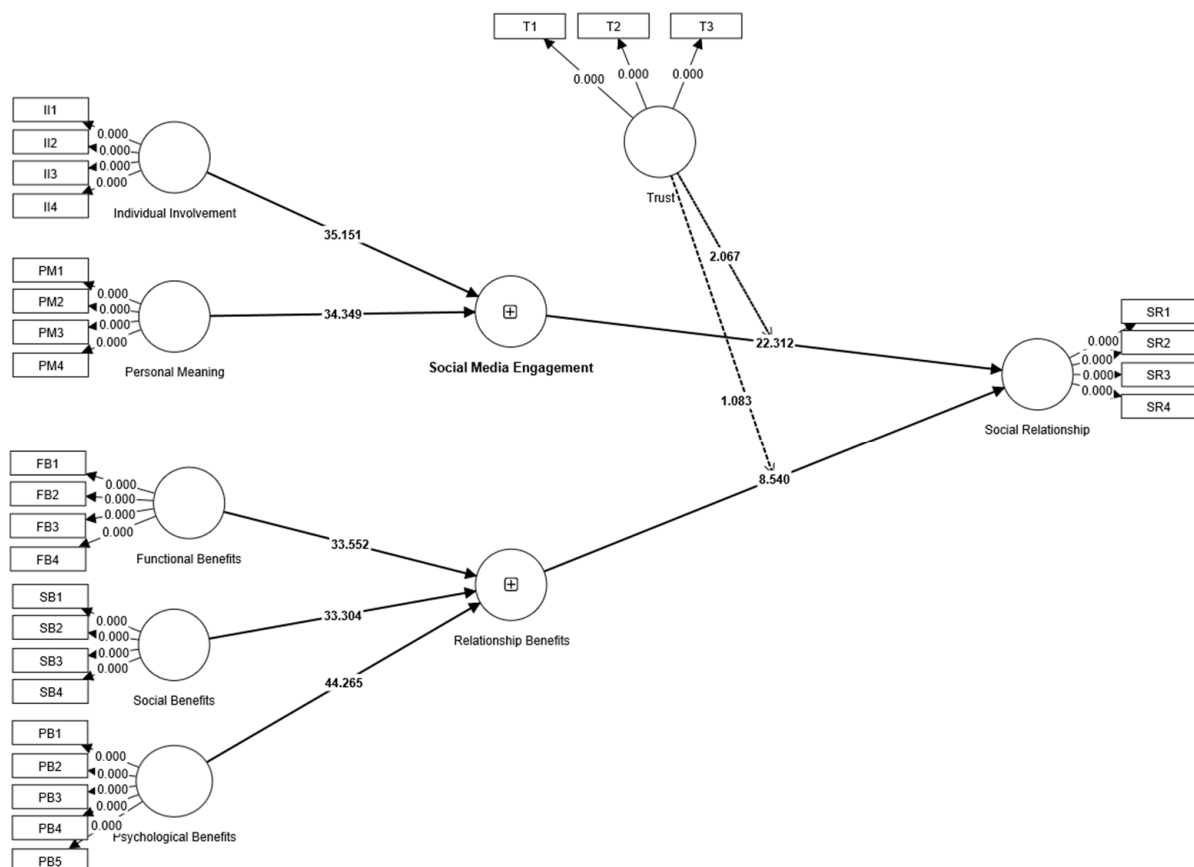 T1
T2
T3
0.000
0.000
0.000
Trust
II1
II2
II3
II4
0.000
0.000
0.000
0.000
Individual Involvement
35.151
2.067
PM1
PM2
PM3
PM4
0.000
0.000
0.000
0.000
Personal Meaning
34.349
Social Media Engagement
22.312
1.083
SR1
SR2
SR3
SR4
0.000
0.000
0.000
0.000
Social Relationship
FB1
FB2
FB3
FB4
0.000
0.000
0.000
0.000
Functional Benefits
33.552
8.540
SB1
SB2
SB3
SB4
0.000
0.000
0.000
0.000
Social Benefits
33.304
Relationship Benefits
44.265
PB1
PB2
PB3
PB4
PB5
0.000
0.000
0.000
0.000
0.000
Psychological Benefits